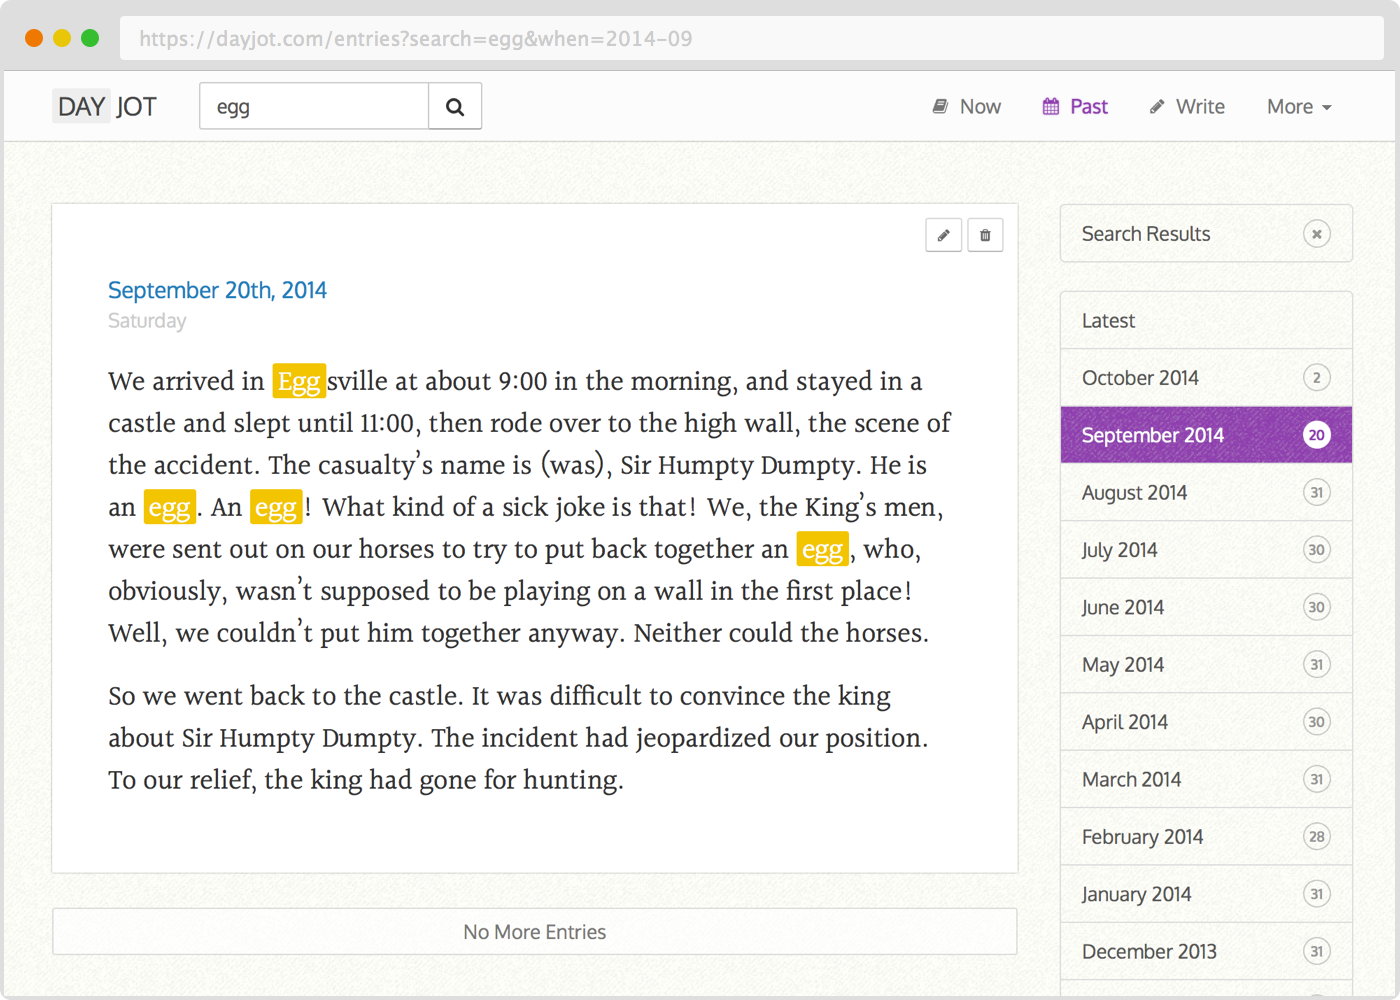 https://dayjot.com/entries?search=egg&when=2014-09
DAY JOT
egg
Now
Past
Write
More
September 20th, 2014
Saturday
We arrived in Eggsville at about 9:00 in the morning, and stayed in a
castle and slept until 11:00, then rode over to the high wall, the scene of
the accident. The casualty’s name is (was), Sir Humpty Dumpty. He is
an egg. An egg! What kind of a sick joke is that! We, the King’s men,
were sent out on our horses to try to put back together an egg, who,
obviously, wasn’t supposed to be playing on a wall in the first place!
Well, we couldn’t put him together anyway. Neither could the horses.
So we went back to the castle. It was difficult to convince the king
about Sir Humpty Dumpty. The incident had jeopardized our position.
To our relief, the king had gone for hunting.
No More Entries
Search Results
Latest
October 2014 2
September 2014 20
August 2014 31
July 2014 30
June 2014 30
May 2014 31
April 2014 30
March 2014 31
February 2014 28
January 2014 31
December 2013 31